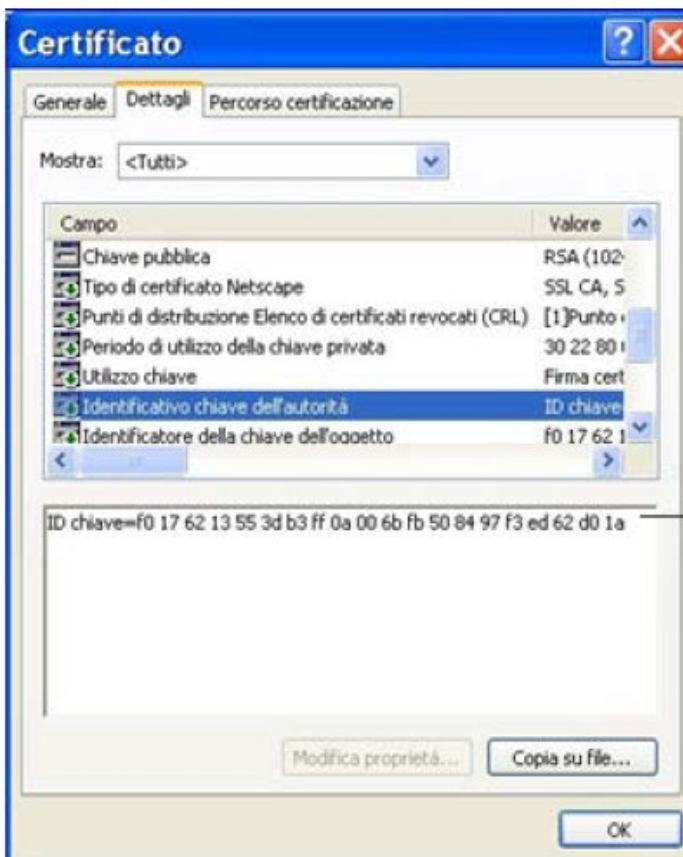 Certificato
Generale Dettagli Percorso certificazione
Mostra: <Tutti>
Campo Valore
Chiave pubblica RSA (102
Tipo di certificato Netscape SSL CA, S
Punti di distribuzione Elenco di certificati revocati (CRL) [1]Punto
Periodo di utilizzo della chiave privata 30 22 80
Utilizzo chiave Firma cert
Identificativo chiave dell'autorità ID chiave=
Identificatore della chiave dell'oggetto f0 17 62 1
ID chiave=f0 17 62 13 55 3d b3 ff 0a 00 6b fb 50 84 97 f3 ed 62 d0 1a
Modifica proprietà... Copia su file...
OK